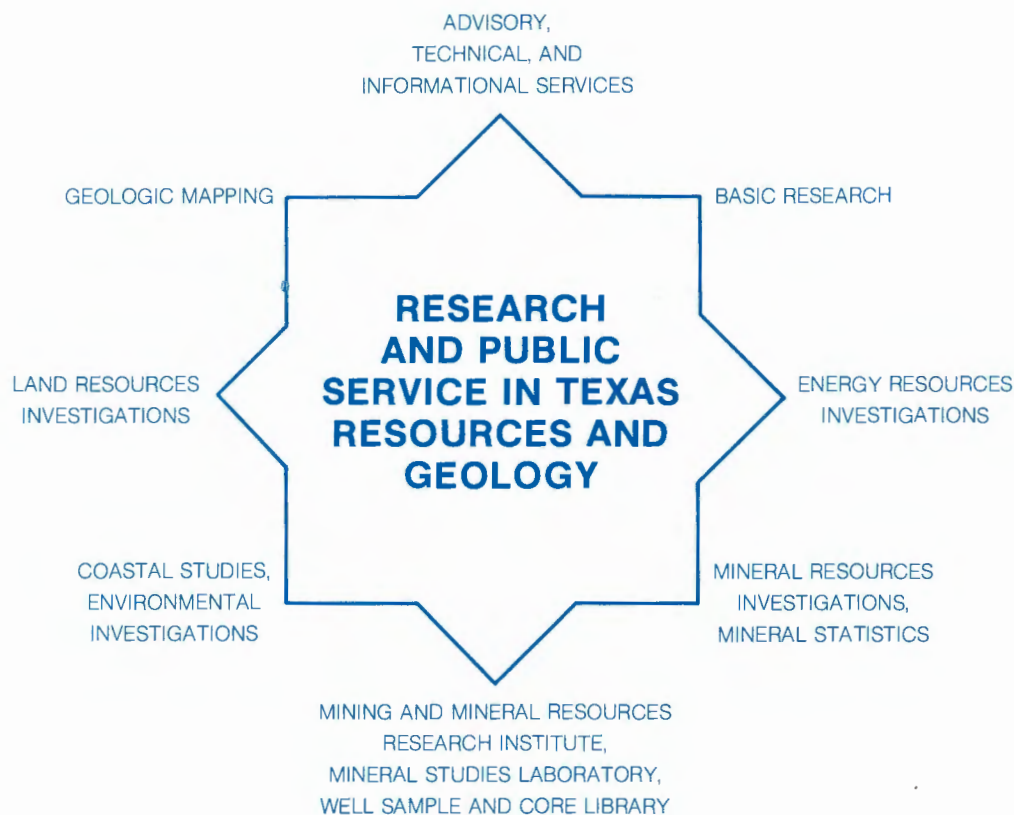 ADVISORY,
TECHNICAL, AND
INFORMATIONAL SERVICES
GEOLOGIC MAPPING
BASIC RESEARCH
RESEARCH
AND PUBLIC
SERVICE IN TEXAS
RESOURCES AND
GEOLOGY
LAND RESOURCES
INVESTIGATIONS
ENERGY RESOURCES
INVESTIGATIONS
COASTAL STUDIES,
ENVIRONMENTAL
INVESTIGATIONS
MINERAL RESOURCES
INVESTIGATIONS,
MINERAL STATISTICS
MINING AND MINERAL RESOURCES
RESEARCH INSTITUTE,
MINERAL STUDIES LABORATORY,
WELL SAMPLE AND CORE LIBRARY